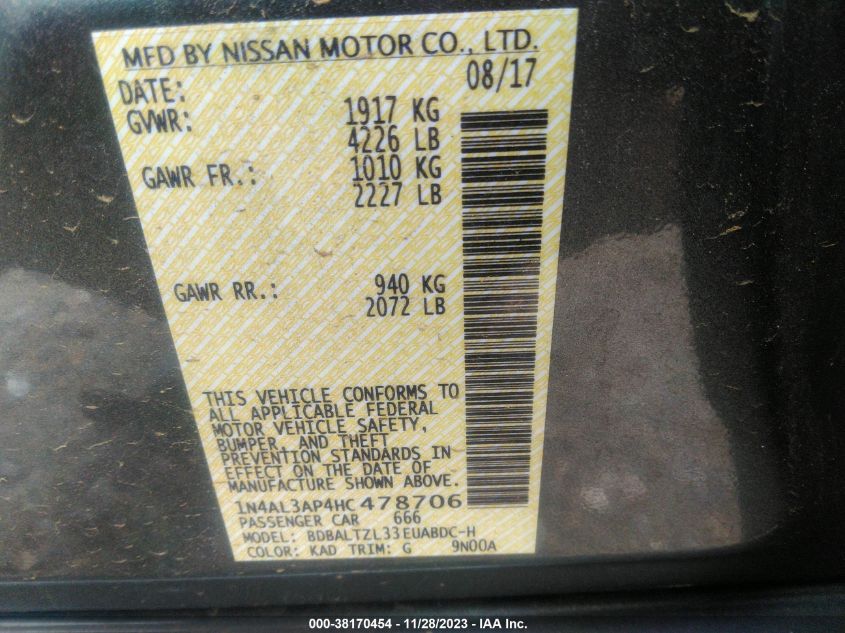 MFD BY NISSAN MOTOR CO., LTD.
DATE: 08/17
GVWR: 1917 KG
4226 LB
GAWR FR.: 1010 KG
2227 LB
GAWR RR.: 940 KG
2072 LB
THIS VEHICLE CONFORMS TO
ALL APPLICABLE FEDERAL
MOTOR VEHICLE SAFETY,
BUMPER, AND THEFT
PREVENTION STANDARDS IN
EFFECT ON THE DATE OF
MANUFACTURE SHOWN ABOVE.
1N4AL3AP4HC478706
PASSENGER CAR 666
MODEL: BDBALTZL33EUABDC-H
COLOR: KAD TRIM: G 9N00A
000-38170454 - 11/28/2023 - IAA Inc.